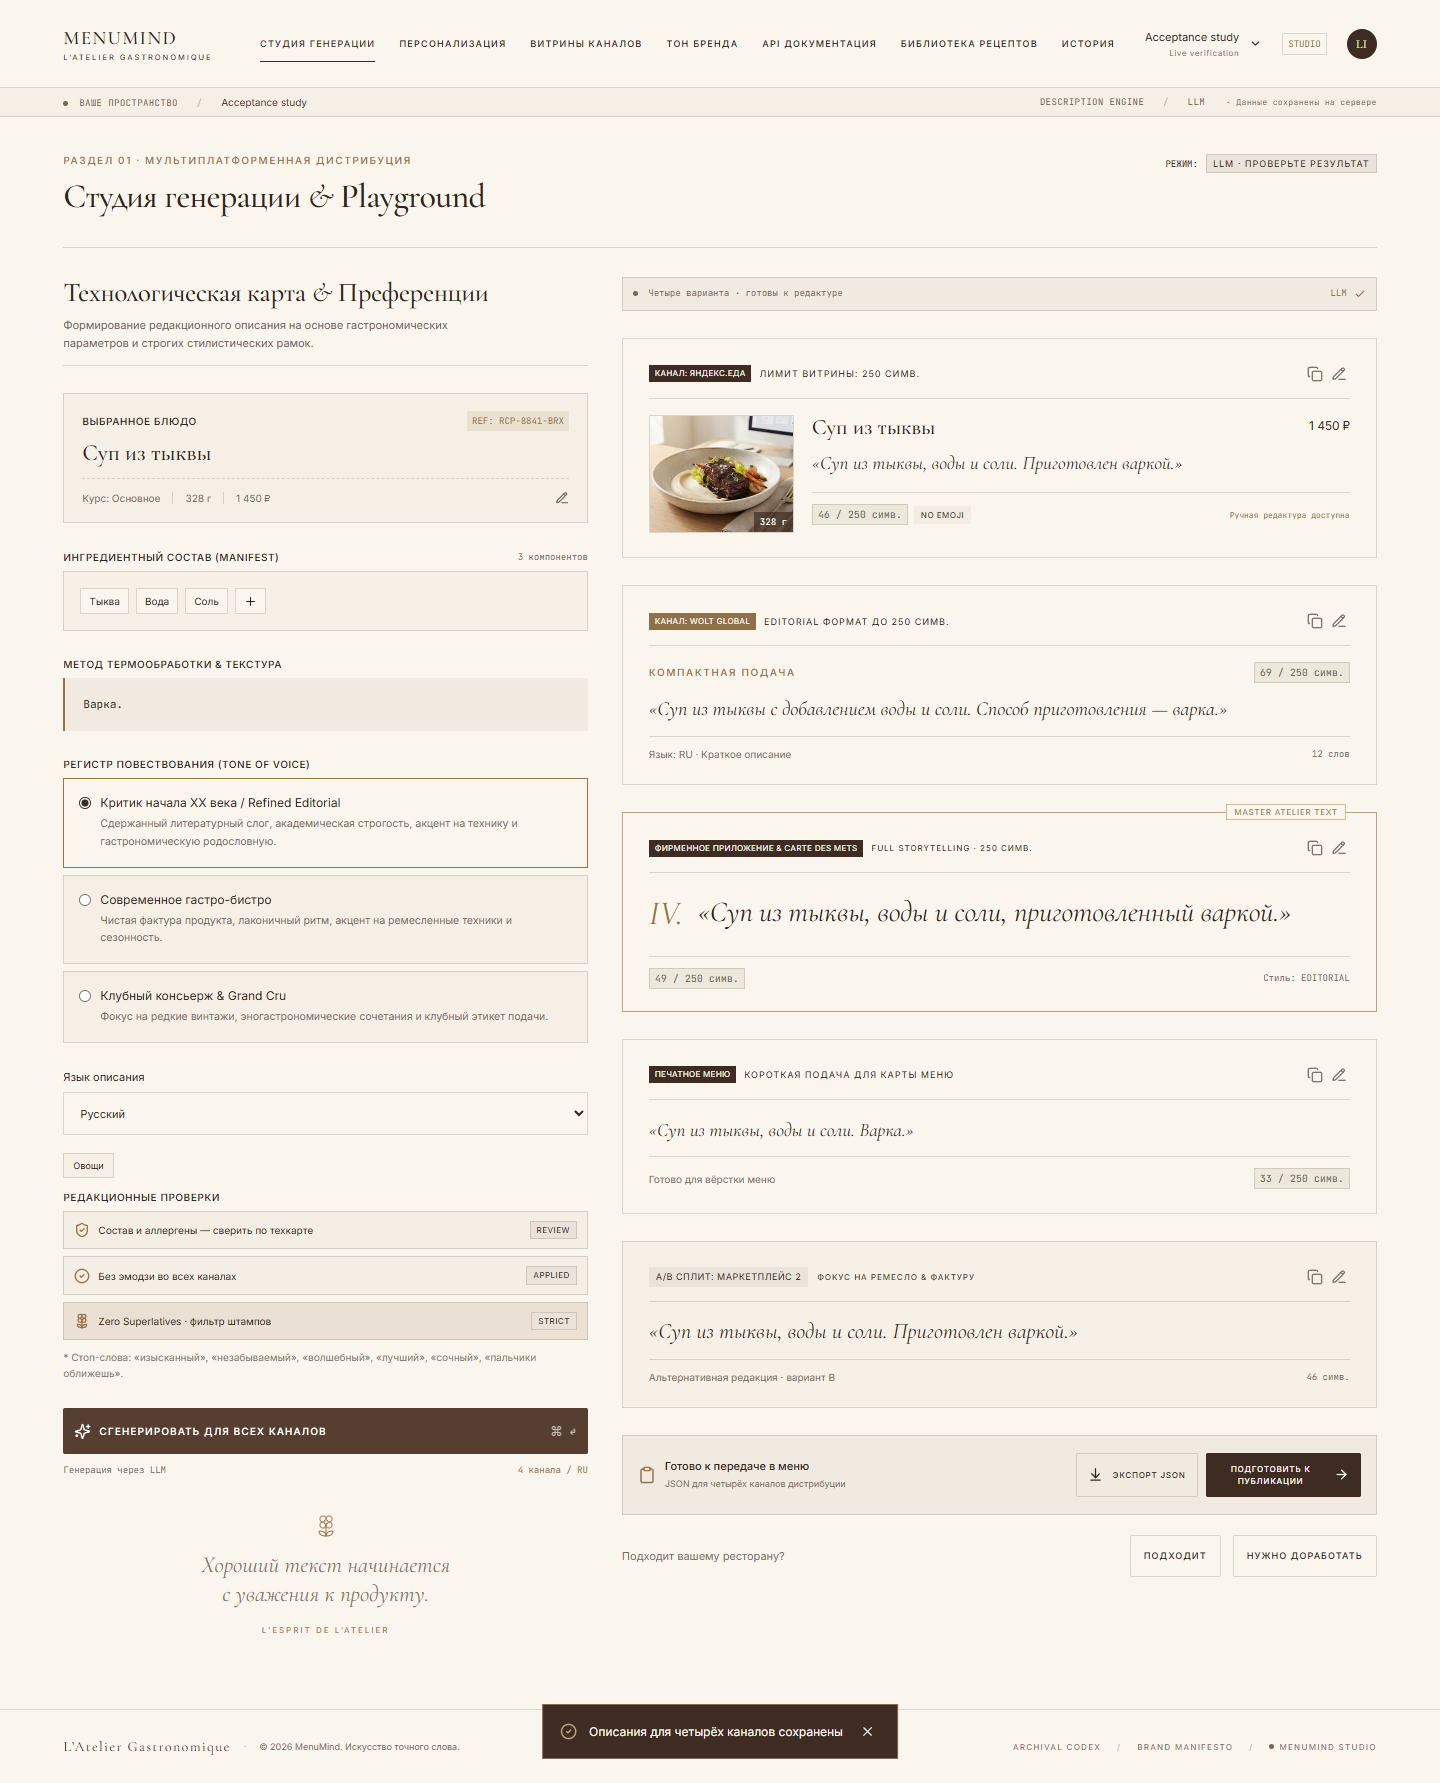 MENUMIND
L'ATELIER GASTRONOMIQUE
СТУДИЯ ГЕНЕРАЦИИ
ПЕРСОНАЛИЗАЦИЯ
ВИТРИНЫ КАНАЛОВ
ТОН БРЕНДА
API ДОКУМЕНТАЦИЯ
БИБЛИОТЕКА РЕЦЕПТОВ
ИСТОРИЯ
Acceptance study
Live verification
STUDIO
LI
ВАШЕ ПРОСТРАНСТВО / Acceptance study
DESCRIPTION ENGINE / LLM · Данные сохранены на сервере
РАЗДЕЛ 01 · МУЛЬТИПЛАТФОРМЕННАЯ ДИСТРИБУЦИЯ
Студия генерации & Playground
РЕЖИМ: LLM · ПРОВЕРЬТЕ РЕЗУЛЬТАТ
Технологическая карта & Преференции
Формирование редакционного описания на основе гастрономических
параметров и строгих стилистических рамок.
ВЫБРАННОЕ БЛЮДО
REF: RCP-8841-BRX
Суп из тыквы
Курс: Основное
328 г
1 450 ₽
ИНГРЕДИЕНТНЫЙ СОСТАВ (MANIFEST)
3 компонентов
Тыква
Вода
Соль
+
МЕТОД ТЕРМООБРАБОТКИ & ТЕКСТУРА
Варка.
РЕГИСТР ПОВЕСТВОВАНИЯ (TONE OF VOICE)
Критик начала XX века / Refined Editorial
Сдержанный литературный слог, академическая строгость, акцент на технику и
гастрономическую родословную.
Современное гастро-бистро
Чистая фактура продукта, лаконичный ритм, акцент на ремесленные техники и
сезонность.
Клубный консьерж & Grand Cru
Фокус на редкие винтажи, эногастрономические сочетания и клубный этикет подачи.
Язык описания
Русский
Овощи
РЕДАКЦИОННЫЕ ПРОВЕРКИ
Состав и аллергены — сверить по техкарте
REVIEW
Без эмодзи во всех каналах
APPLIED
Zero Superlatives · фильтр штампов
STRICT
* Стоп-слова: «изысканный», «незабываемый», «волшебный», «лучший», «сочный», «пальчики
оближешь».
СГЕНЕРИРОВАТЬ ДЛЯ ВСЕХ КАНАЛОВ
⌘ ↲
Генерация через LLM
4 канала / RU
Хороший текст начинается
с уважения к продукту.
L'ESPRIT DE L'ATELIER
Четыре варианта · готовы к редактуре
LLM
КАНАЛ: ЯНДЕКС.ЕДА
ЛИМИТ ВИТРИНЫ: 250 СИМВ.
328 г
Суп из тыквы
1 450 ₽
«Суп из тыквы, воды и соли. Приготовлен варкой.»
46 / 250 симв.
NO EMOJI
Ручная редактура доступна
КАНАЛ: WOLT GLOBAL
EDITORIAL ФОРМАТ ДО 250 СИМВ.
КОМПАКТНАЯ ПОДАЧА
69 / 250 симв.
«Суп из тыквы с добавлением воды и соли. Способ приготовления — варка.»
Язык: RU · Краткое описание
12 слов
MASTER ATELIER TEXT
ФИРМЕННОЕ ПРИЛОЖЕНИЕ & CARTE DES METS
FULL STORYTELLING · 250 СИМВ.
IV. «Суп из тыквы, воды и соли, приготовленный варкой.»
49 / 250 симв.
Стиль: EDITORIAL
ПЕЧАТНОЕ МЕНЮ
КОРОТКАЯ ПОДАЧА ДЛЯ КАРТЫ МЕНЮ
«Суп из тыквы, воды и соли. Варка.»
Готово для вёрстки меню
33 / 250 симв.
A/B СПЛИТ: МАРКЕТПЛЕЙС 2
ФОКУС НА РЕМЕСЛО & ФАКТУРУ
«Суп из тыквы, воды и соли. Приготовлен варкой.»
Альтернативная редакция · вариант B
46 симв.
Готово к передаче в меню
JSON для четырёх каналов дистрибуции
ЭКСПОРТ JSON
ПОДГОТОВИТЬ К
ПУБЛИКАЦИИ
Подходит вашему ресторану?
ПОДХОДИТ
НУЖНО ДОРАБОТАТЬ
Описания для четырёх каналов сохранены
L'Atelier Gastronomique · © 2026 MenuMind. Искусство точного слова.
ARCHIVAL CODEX / BRAND MANIFESTO / MENUMIND STUDIO